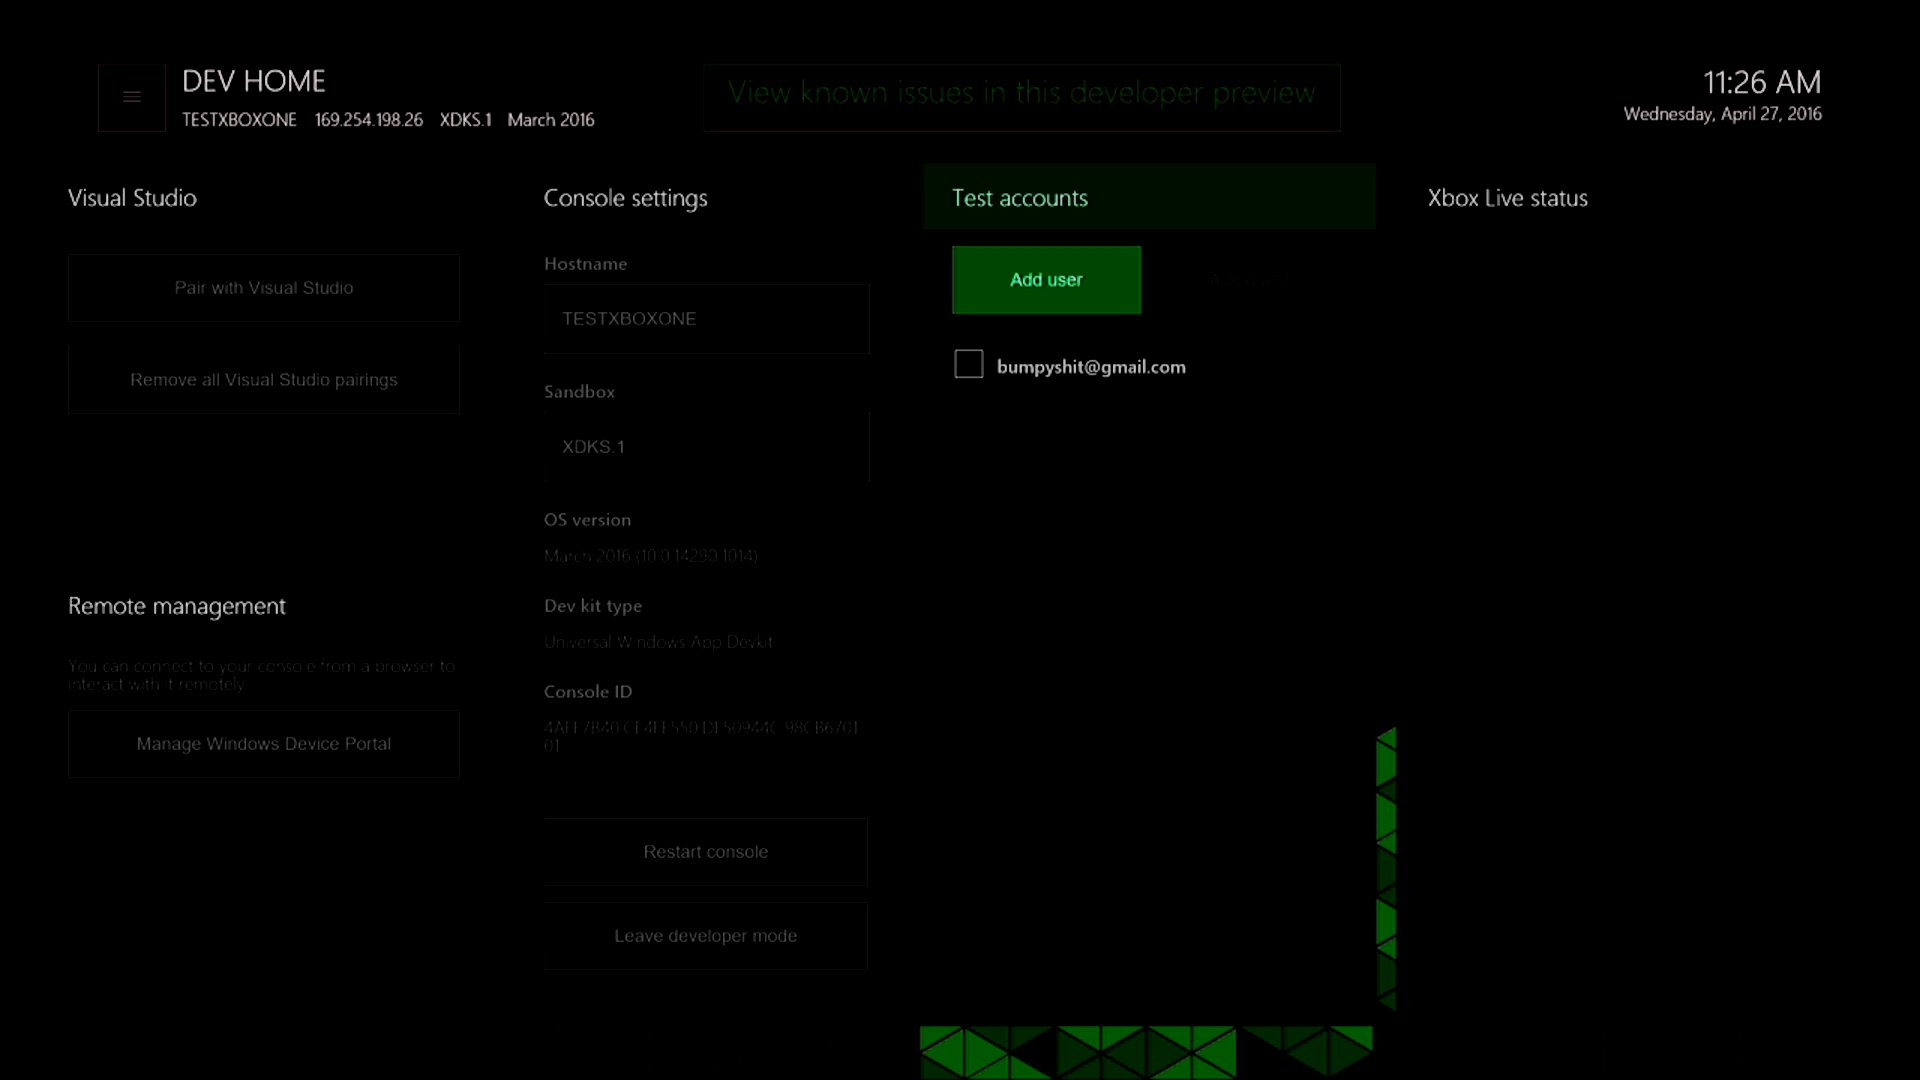 DEV HOME
TESTXBOXONE 169.254.198.26 XDKS.1 March 2016
View known issues in this developer preview
11:26 AM
Wednesday, April 27, 2016
Visual Studio
Pair with Visual Studio
Remove all Visual Studio pairings
Remote management
You can connect to your console from a browser to
interact with it remotely
Manage Windows Device Portal
Console settings
Hostname
TESTXBOXONE
Sandbox
XDKS.1
OS version
March 2016 (10.0.14290.1014)
Dev kit type
Universal Windows App Devkit
Console ID
01
Restart console
Leave developer mode
Test accounts
Add user
bumpyshit@gmail.com
Xbox Live status